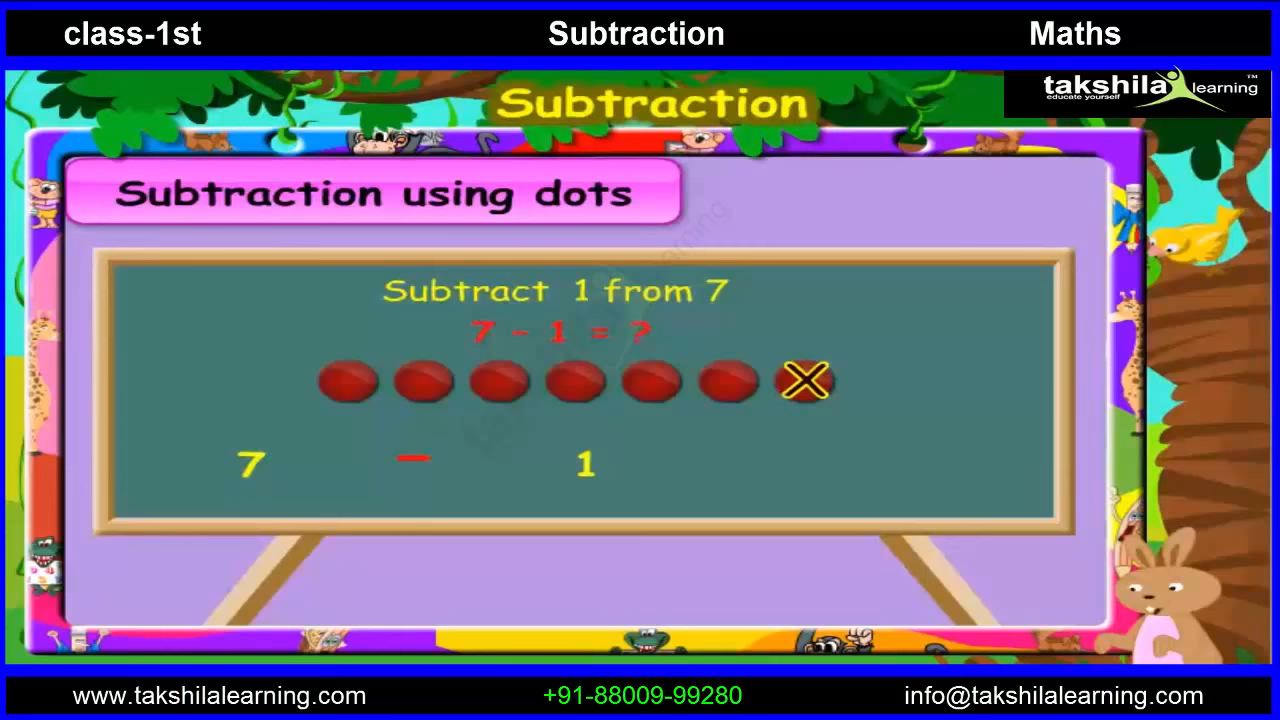 class-1st
Subtraction
Maths
Subtraction
takshila learning™
educate yourself
Subtraction using dots
Subtract 1 from 7
7 - 1 = ?
7 - 1
www.takshilalearning.com
+91-88009-99280
info@takshilalearning.com